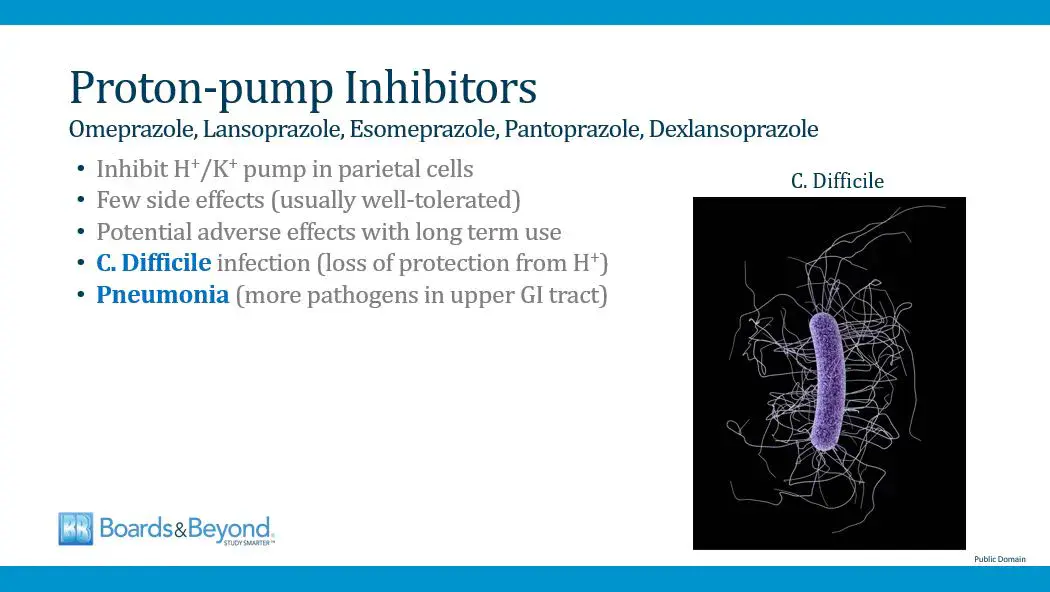 Proton-pump Inhibitors
Omeprazole, Lansoprazole, Esomeprazole, Pantoprazole, Dexlansoprazole
• Inhibit H⁺/K⁺ pump in parietal cells
• Few side effects (usually well-tolerated)
• Potential adverse effects with long term use
• C. Difficile infection (loss of protection from H⁺)
• Pneumonia (more pathogens in upper GI tract)
C. Difficile
BB Boards&Beyond®
STUDY SMARTER™
Public Domain